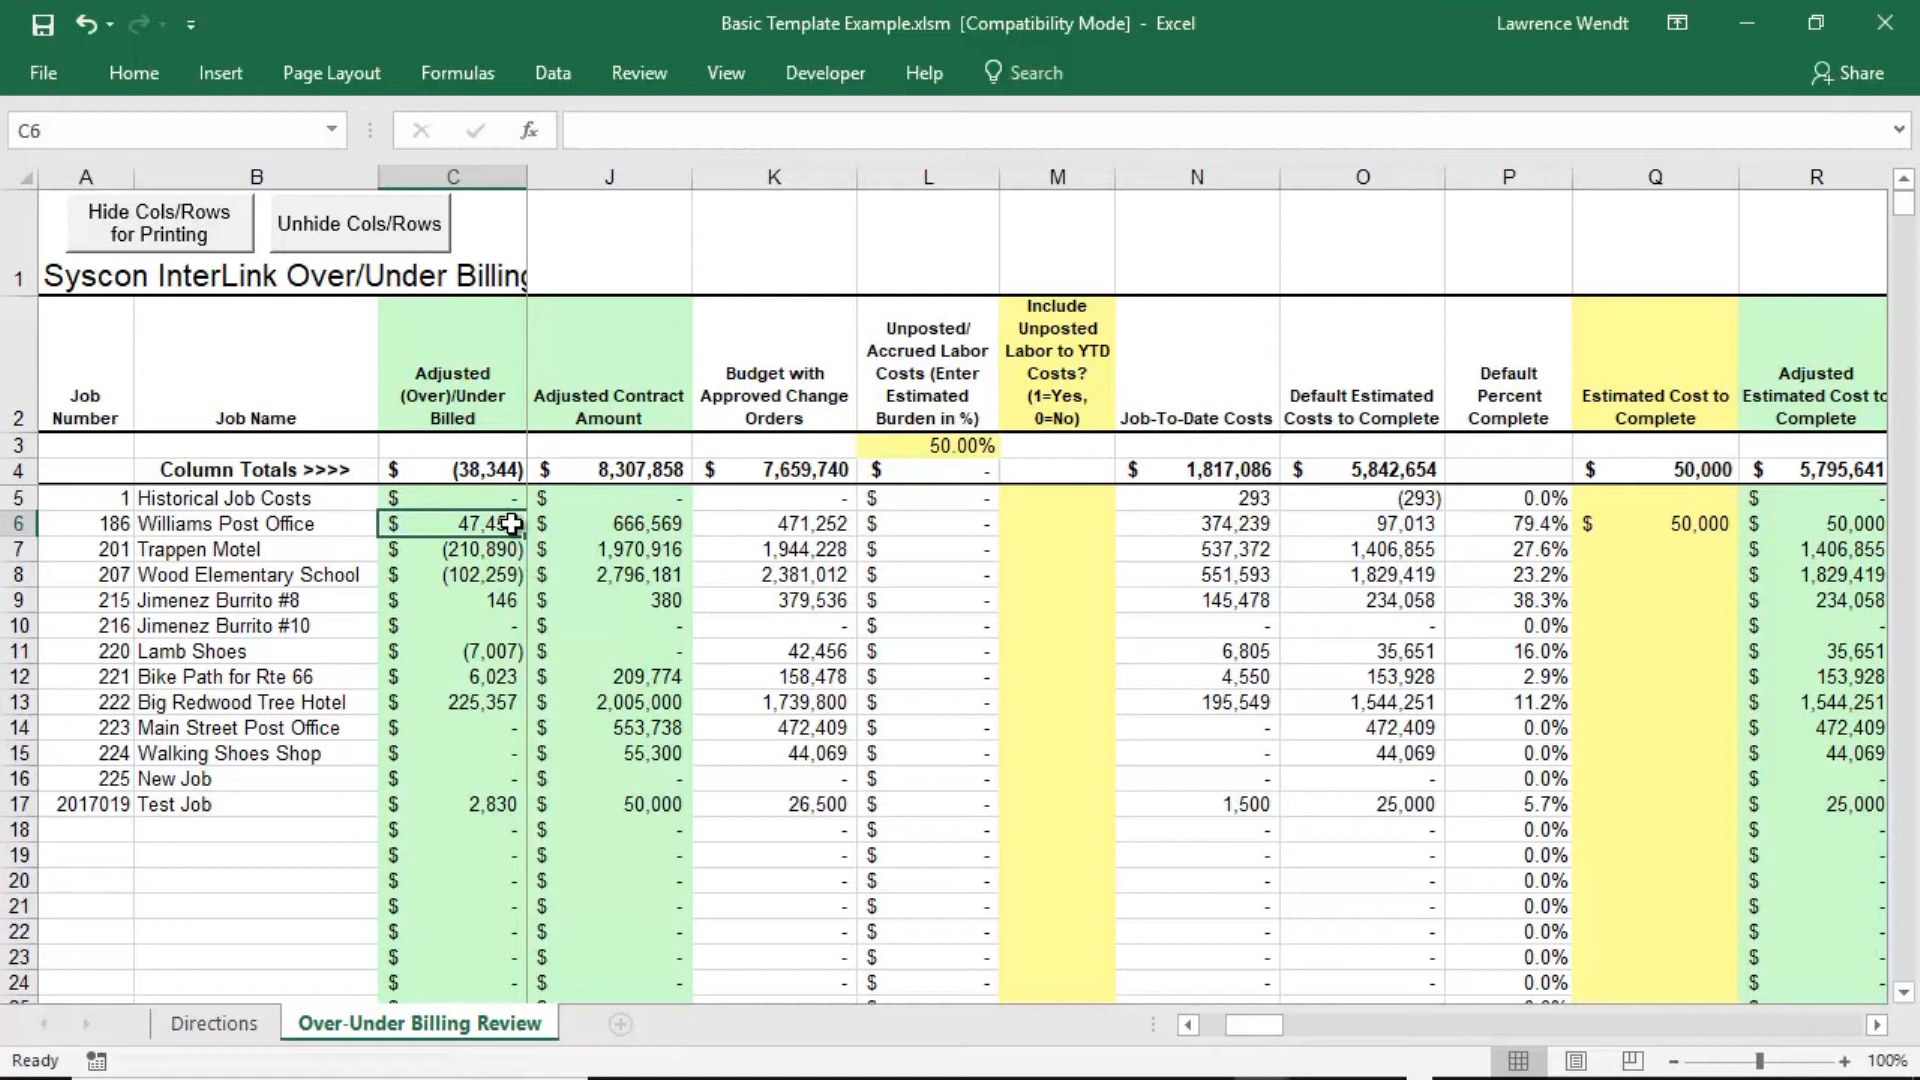 Basic Template Example.xlsm [Compatibility Mode] - Excel
Lawrence Wendt
File Home Insert Page Layout Formulas Data Review View Developer Help Search Share
C6 fx
A B C J K L M N O P Q R
Hide Cols/Rows
for Printing
Unhide Cols/Rows
1 Syscon InterLink Over/Under Billing
2 Job
Number
Job Name
Adjusted
(Over)/Under
Billed
Adjusted Contract
Amount
Budget with
Approved Change
Orders
Unposted/
Accrued Labor
Costs (Enter
Estimated
Burden in %)
Include
Unposted
Labor to YTD
Costs?
(1=Yes,
0=No)
Job-To-Date Costs
Default Estimated
Costs to Complete
Default
Percent
Complete
Estimated Cost to
Complete
Adjusted
Estimated Cost to
Complete
3 50.00%
4 Column Totals >>>> $ (38,344) $ 8,307,858 $ 7,659,740 $ - $ 1,817,086 $ 5,842,654 $ 50,000 $ 5,795,641
5 1 Historical Job Costs $ - $ - - $ - 293 (293) 0.0% $ -
6 186 Williams Post Office $ $ 666,569 471,252 $ - 374,239 97,013 79.4% $ 50,000 $ 50,000
7 201 Trappen Motel $ (210,890) $ 1,970,916 1,944,228 $ - 537,372 1,406,855 27.6% $ 1,406,855
8 207 Wood Elementary School $ (102,259) $ 2,796,181 2,381,012 $ - 551,593 1,829,419 23.2% $ 1,829,419
9 215 Jimenez Burrito #8 $ 146 $ 380 379,536 $ - 145,478 234,058 38.3% $ 234,058
10 216 Jimenez Burrito #10 $ - $ - - $ - - - 0.0% $ -
11 220 Lamb Shoes $ (7,007) $ - 42,456 $ - 6,805 35,651 16.0% $ 35,651
12 221 Bike Path for Rte 66 $ 6,023 $ 209,774 158,478 $ - 4,550 153,928 2.9% $ 153,928
13 222 Big Redwood Tree Hotel $ 225,357 $ 2,005,000 1,739,800 $ - 195,549 1,544,251 11.2% $ 1,544,251
14 223 Main Street Post Office $ - $ 553,738 472,409 $ - - 472,409 0.0% $ 472,409
15 224 Walking Shoes Shop $ - $ 55,300 44,069 $ - - 44,069 0.0% $ 44,069
16 225 New Job $ - $ - - $ - - - 0.0% $ -
17 2017019 Test Job $ 2,830 $ 50,000 26,500 $ - 1,500 25,000 5.7% $ 25,000
18 $ - $ - - $ - - - 0.0% $ -
19 $ - $ - - $ - - - 0.0% $ -
20 $ - $ - - $ - - - 0.0% $ -
21 $ - $ - - $ - - - 0.0% $ -
22 $ - $ - - $ - - - 0.0% $ -
23 $ - $ - - $ - - - 0.0% $ -
24 $ - $ - - $ - - - 0.0% $ -
Directions Over-Under Billing Review
Ready 100%